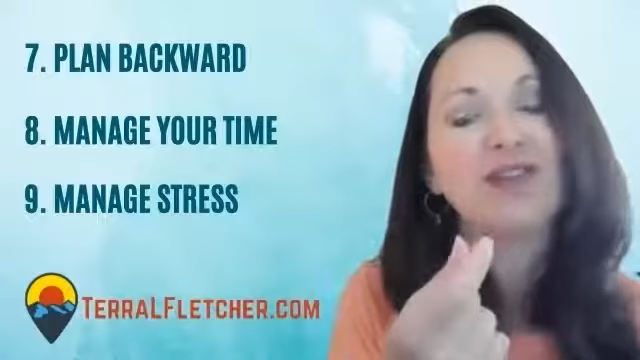 7. PLAN BACKWARD
8. MANAGE YOUR TIME
9. MANAGE STRESS
TERRALFLETCHER.COM